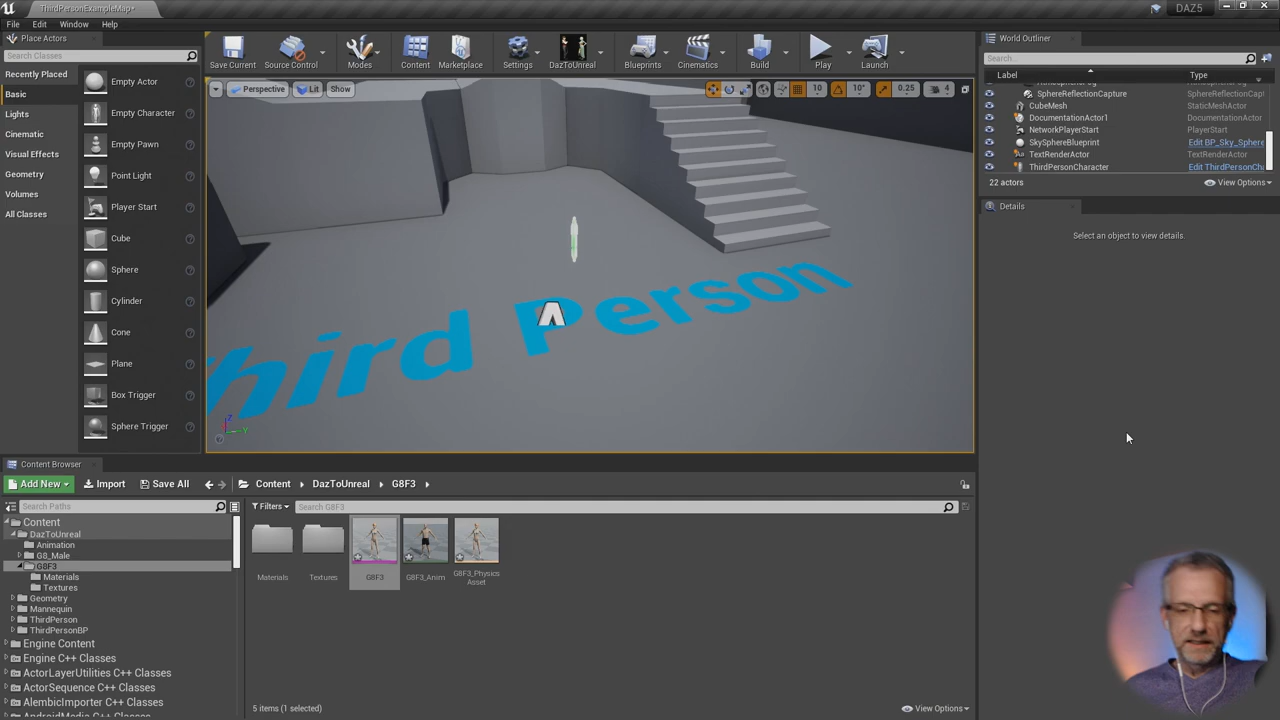 ThirdPersonExampleMap*
DAZ5
File Edit Window Help
Place Actors
Search Classes
Recently Placed
Basic
Lights
Cinematic
Visual Effects
Geometry
Volumes
All Classes
Empty Actor
Empty Character
Empty Pawn
Point Light
Player Start
Cube
Sphere
Cylinder
Cone
Plane
Box Trigger
Sphere Trigger
Save Current
Source Control
Modes
Content
Marketplace
Settings
DazToUnreal
Blueprints
Cinematics
Build
Play
Launch
Perspective
Lit
Show
10
10°
0.25
4
Third Person
Z
Y
World Outliner
Search...
Label Type
SphereReflectionCapture SphereReflectionCap
CubeMesh StaticMeshActor
DocumentationActor1 DocumentationActor
NetworkPlayerStart PlayerStart
SkySphereBlueprint Edit BP_Sky_Sphere
TextRenderActor TextRenderActor
ThirdPersonCharacter Edit ThirdPersonCha
22 actors View Options
Details
Select an object to view details.
Content Browser
Add New Import Save All Content DazToUnreal G8F3
Search Paths
Filters Search G8F3
Content
DazToUnreal
Animation
G8_Male
G8F3
Materials
Textures
Geometry
Mannequin
ThirdPerson
ThirdPersonBP
Engine Content
Engine C++ Classes
ActorLayerUtilities C++ Classes
ActorSequence C++ Classes
AlembicImporter C++ Classes
AndroidMedia C++ Classes
Materials
Textures
G8F3
G8F3_Anim
G8F3_Physics
Asset
5 items (1 selected)
View Options